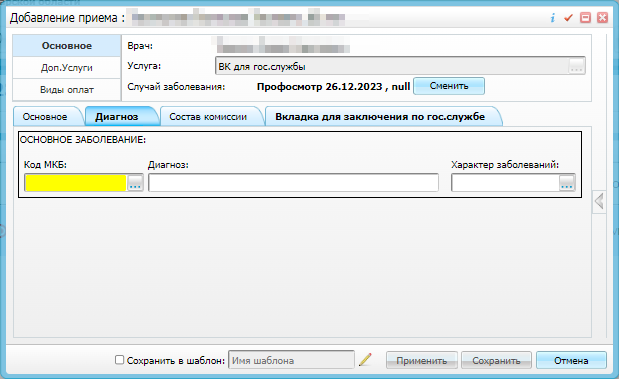 Добавление приема :
Основное
Доп.Услуги
Виды оплат
Врач:
Услуга: ВК для гос.службы ...
Случай заболевания: Профосмотр 26.12.2023 , null Сменить
Основное Диагноз Состав комиссии Вкладка для заключения по гос.службе
ОСНОВНОЕ ЗАБОЛЕВАНИЕ:
Код МКБ: Диагноз: Характер заболеваний:
... ...
Сохранить в шаблон: Имя шаблона Применить Сохранить Отмена